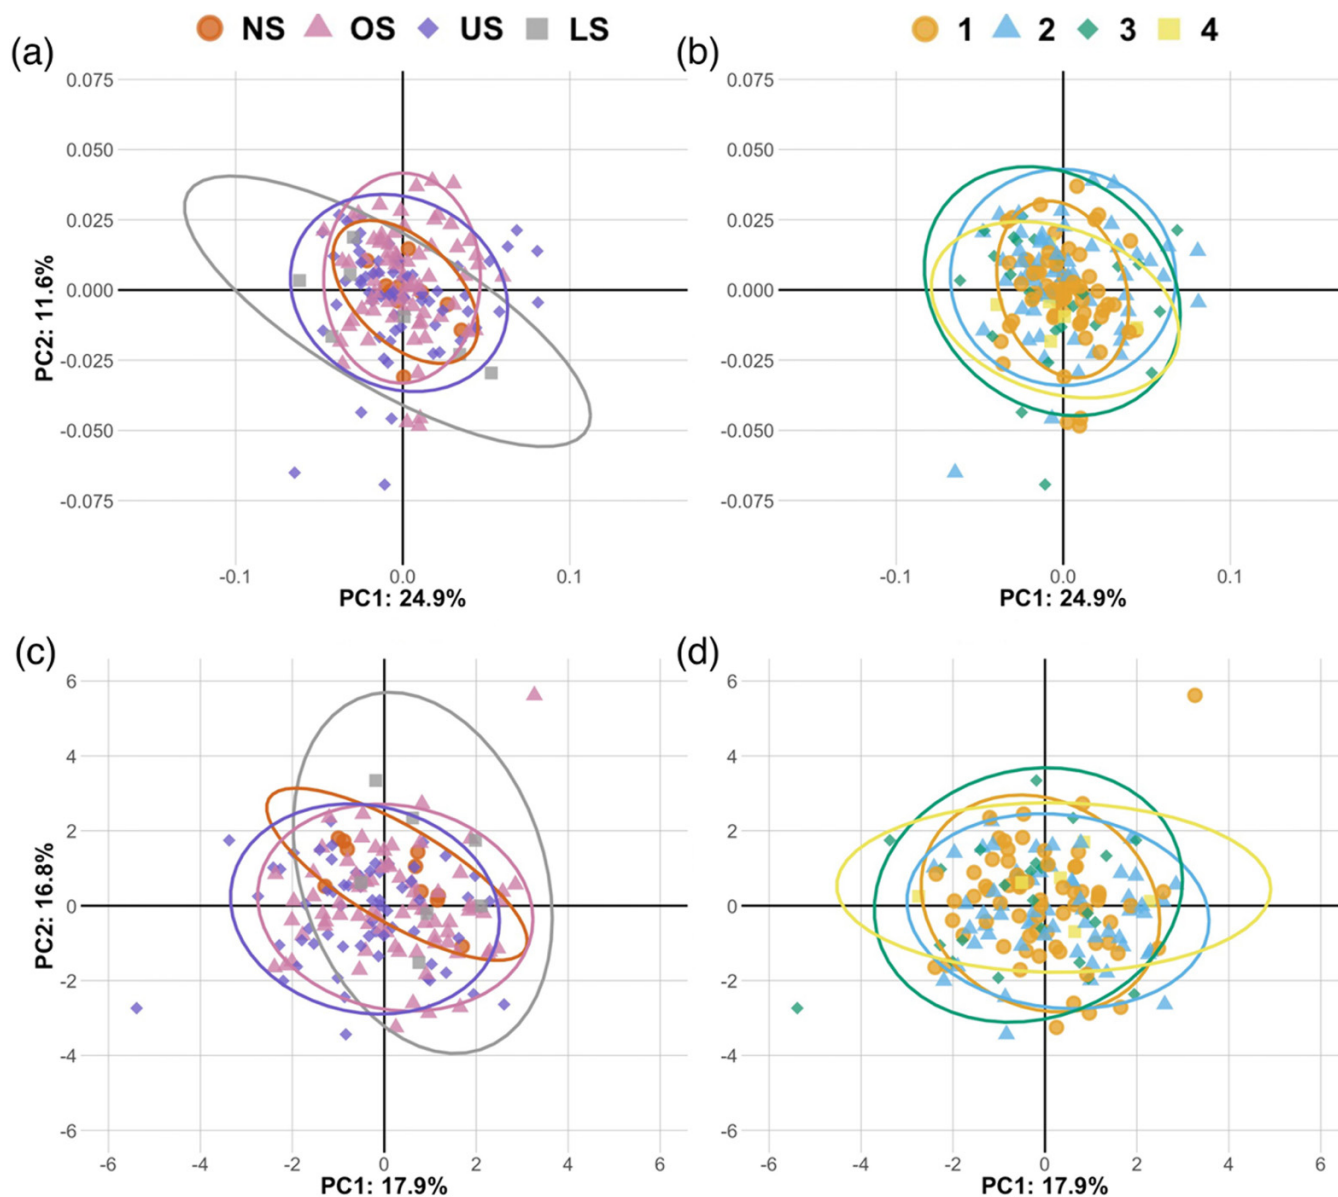 NS OS US LS
1 2 3 4
(a)
(b)
0.075
0.050
0.025
0.000
-0.025
-0.050
-0.075
PC2: 11.6%
-0.1 0.0 0.1
PC1: 24.9%
0.075
0.050
0.025
0.000
-0.025
-0.050
-0.075
-0.1 0.0 0.1
PC1: 24.9%
(c)
(d)
6
4
2
0
-2
-4
-6
PC2: 16.8%
-6 -4 -2 0 2 4 6
PC1: 17.9%
6
4
2
0
-2
-4
-6
-6 -4 -2 0 2 4 6
PC1: 17.9%